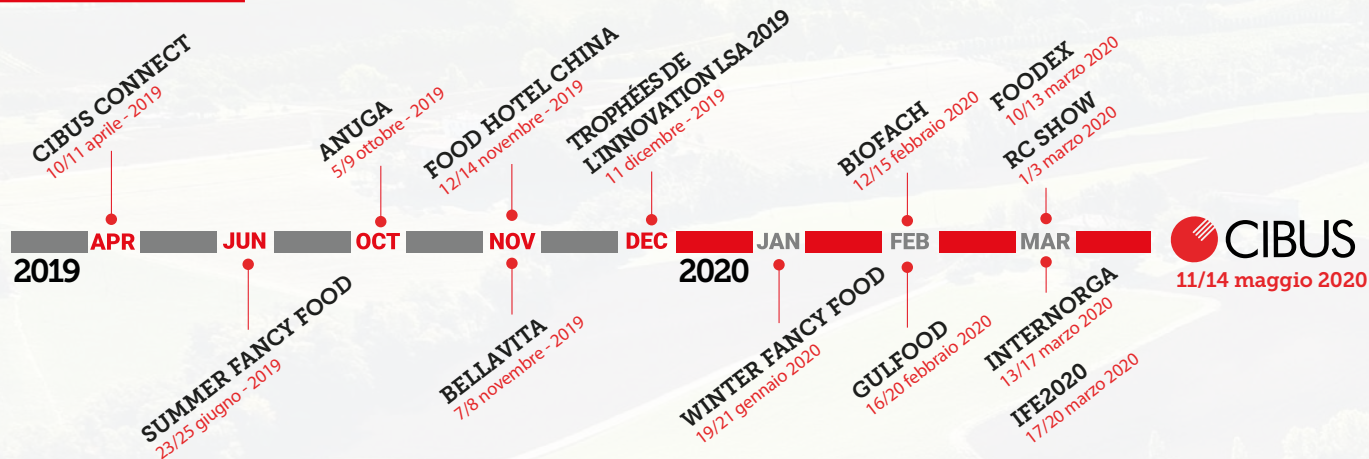 CIBUS CONNECT
10/11 aprile - 2019
ANUGA
5/9 ottobre - 2019
FOOD HOTEL CHINA
12/14 novembre - 2019
TROPHÉES DE
L'INNOVATION LSA 2019
11 dicembre - 2019
BIOFACH
12/15 febbraio 2020
FOODEX
10/13 marzo 2020
RC SHOW
1/3 marzo 2020
APR
JUN
OCT
NOV
DEC
JAN
FEB
MAR
CIBUS
11/14 maggio 2020
2019
2020
SUMMER FANCY FOOD
23/25 giugno - 2019
BELLAVITA
7/8 novembre - 2019
WINTER FANCY FOOD
19/21 gennaio 2020
GULFOOD
16/20 febbraio 2020
INTERNORGA
13/17 marzo 2020
IFE2020
17/20 marzo 2020